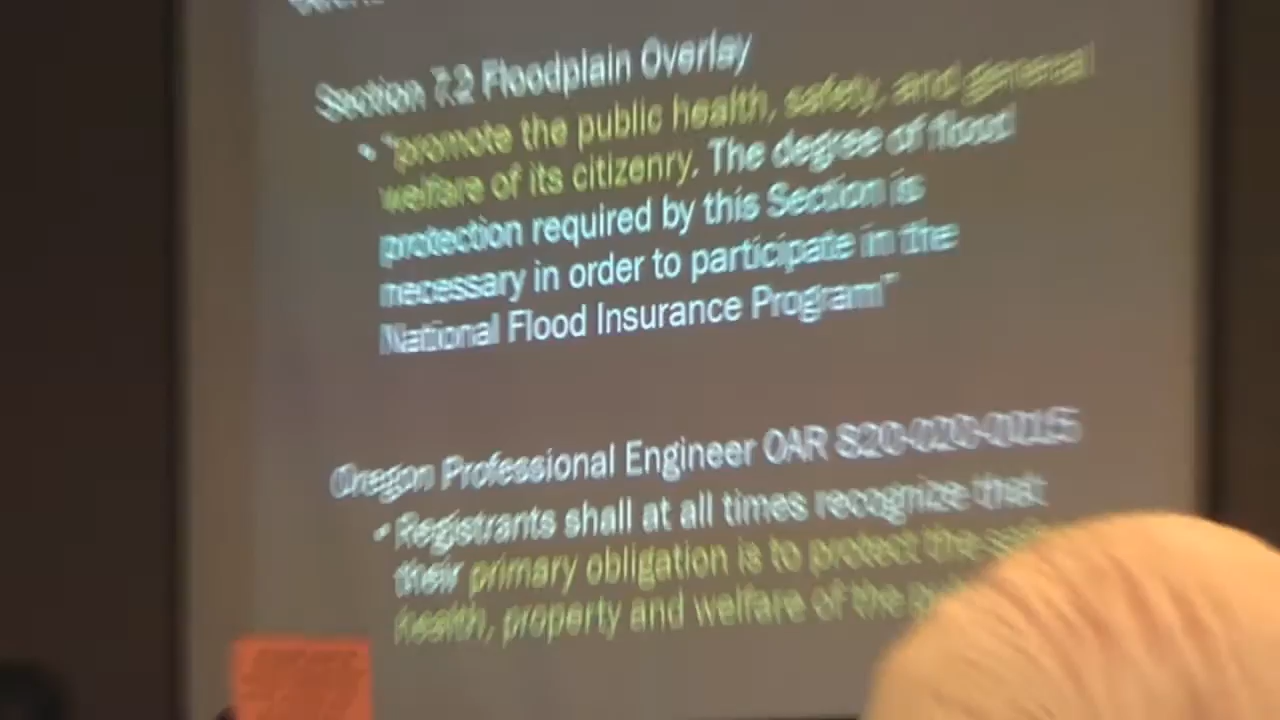 Section 7.2 Floodplain Overlay
• "promote the public health, safety, and general
welfare of its citizenry. The degree of flood
protection required by this Section is
necessary in order to participate in the
National Flood Insurance Program"
Oregon Professional Engineer OAR 820-020-0015
• Registrants shall at all times recognize that
their primary obligation is to protect the
health, property and welfare of the